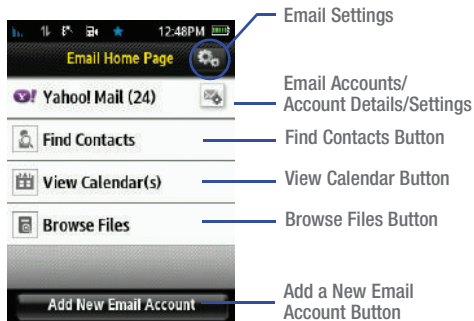 12:48PM
Email Settings
Email Home Page
Yahoo! Mail (24)
Email Accounts/
Account Details/Settings
Find Contacts
Find Contacts Button
View Calendar(s)
View Calendar Button
Browse Files
Browse Files Button
Add New Email Account
Add a New Email
Account Button